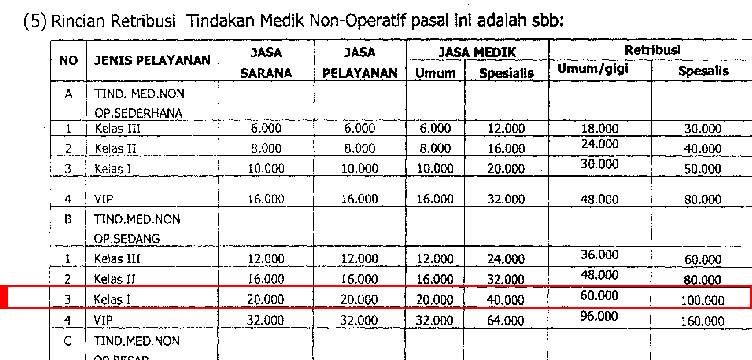 (5) Rincian Retribusi Tindakan Medik Non-Operatif pasal ini adalah sbb:
NO JENIS PELAYANAN JASA SARANA JASA PELAYANAN JASA MEDIK Retribusi
Umum Spesialis Umum/gigi Spesalis
A TIND. MED.NON
OP.SEDERHANA
1 Kelas III 6.000 6.000 6.000 12.000 18.000 30.000
2 Kelas II 8.000 8.000 8.000 16.000 24.000 40.000
3 Kelas I 10.000 10.000 10.000 20.000 30.000 50.000
4 VIP 16.000 16.000 16.000 32.000 48.000 80.000
B TIND.MED.NON
OP.SEDANG
1 Kelas III 12.000 12.000 12.000 24.000 36.000 60.000
2 Kelas II 16.000 16.000 16.000 32.000 48.000 80.000
3 Kelas I 20.000 20.000 20.000 40.000 60.000 100.000
4 VIP 32.000 32.000 32.000 64.000 96.000 160.000
C TIND.MED.NON
OP.BESAR